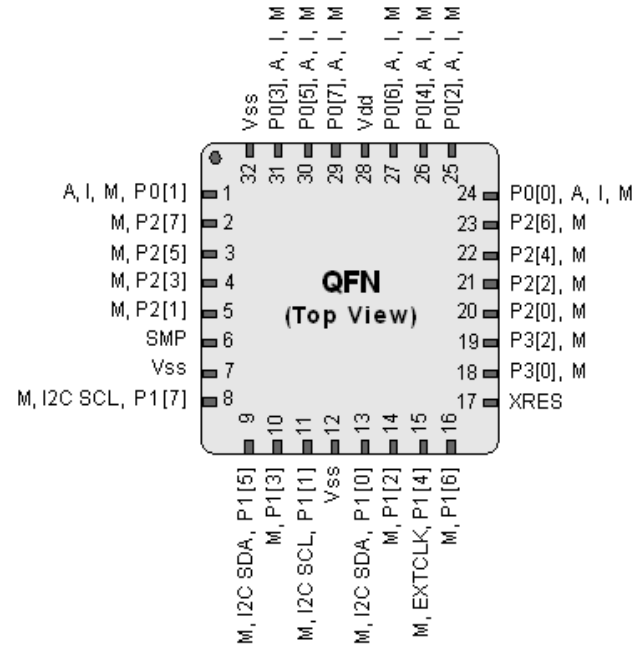 Vss
P0[3], A, I, M
P0[5], A, I, M
P0[7], A, I, M
Vdd
P0[6], A, I, M
P0[4], A, I, M
P0[2], A, I, M
32
31
30
29
28
27
26
25
A, I, M, P0[1]
1
M, P2[7]
2
M, P2[5]
3
M, P2[3]
4
M, P2[1]
5
SMP
6
Vss
7
M, I2C SCL, P1[7]
8
QFN
(Top View)
24
P0[0], A, I, M
23
P2[6], M
22
P2[4], M
21
P2[2], M
20
P2[0], M
19
P3[2], M
18
P3[0], M
17
XRES
9
10
11
12
13
14
15
16
M, I2C SDA, P1[5]
M, P1[3]
M, I2C SCL, P1[1]
Vss
M, I2C SDA, P1[0]
M, P1[2]
M, EXTCLK, P1[4]
M, P1[6]